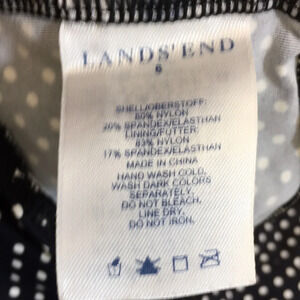 LANDS' END
6
SHELL/OBERSTOFF:
80% NYLON
20% SPANDEX/ELASTHAN
LINING/FUTTER:
83% NYLON
17% SPANDEX/ELASTHAN
MADE IN CHINA
HAND WASH COLD,
WASH DARK COLORS
SEPARATELY.
DO NOT BLEACH.
LINE DRY.
DO NOT IRON.